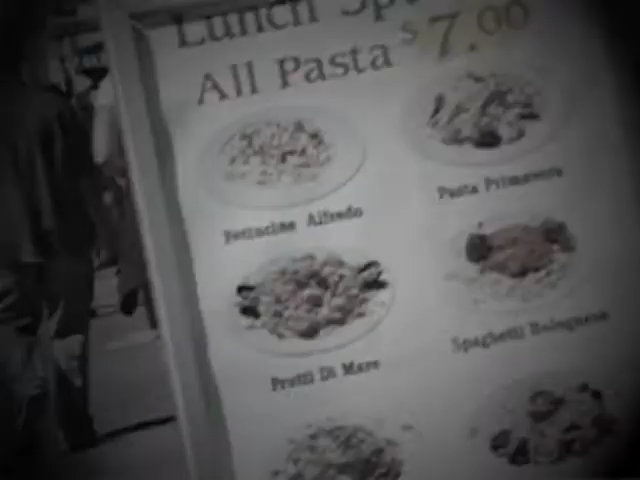 Lunch Sp
All Pasta $7.00
Fettucine Alfredo
Pasta Primavera
Frutti Di Mare
Spaghetti Bolognese